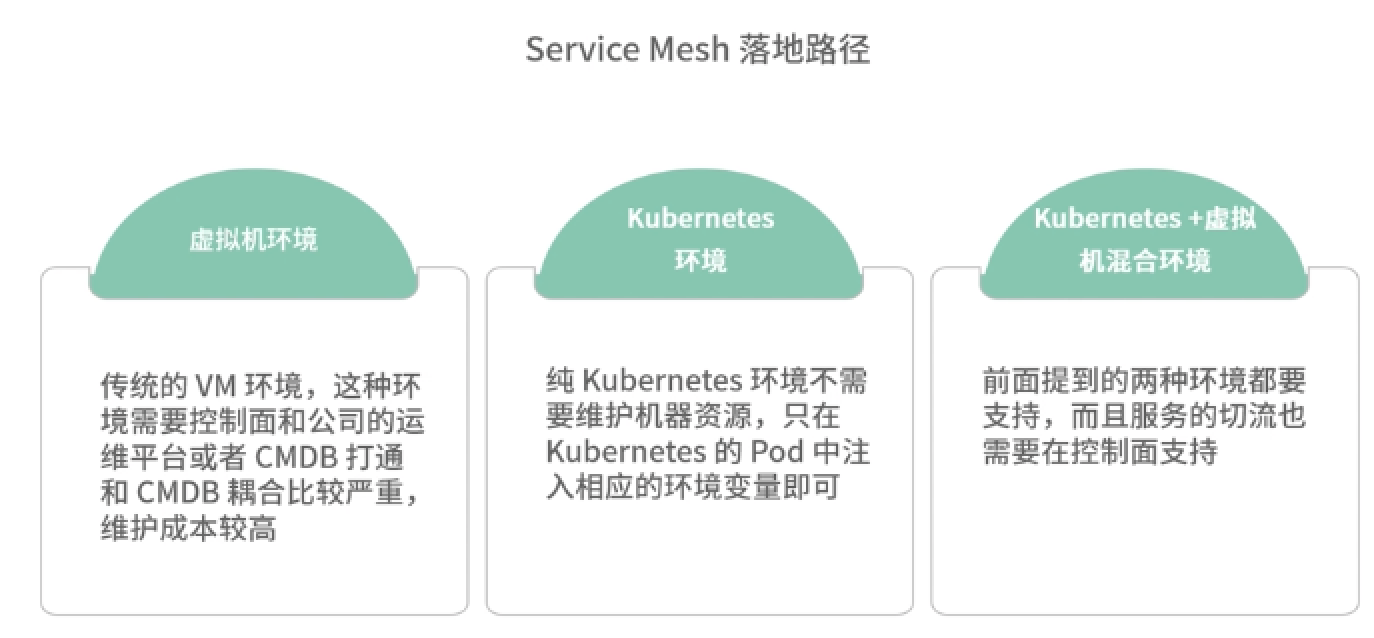 Service Mesh 落地路径
虚拟机环境
传统的 VM 环境，这种环
境需要控制面和公司的运
维平台或者 CMDB 打通
和 CMDB 耦合比较严重，
维护成本较高
Kubernetes
环境
纯 Kubernetes 环境不需
要维护机器资源，只在
Kubernetes 的 Pod 中注
入相应的环境变量即可
Kubernetes +虚拟
机混合环境
前面提到的两种环境都要
支持，而且服务的切流也
需要在控制面支持